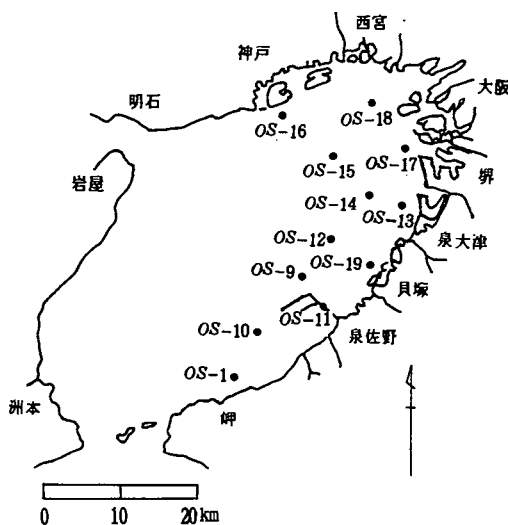 西宮
神戸
大阪
明石
OS-16
OS-18
OS-17
堺
OS-15
岩屋
OS-14
OS-13
泉大津
OS-12
OS-19
OS-9
貝塚
OS-11
泉佐野
OS-10
OS-1
岬
洲本
0 10 20 km